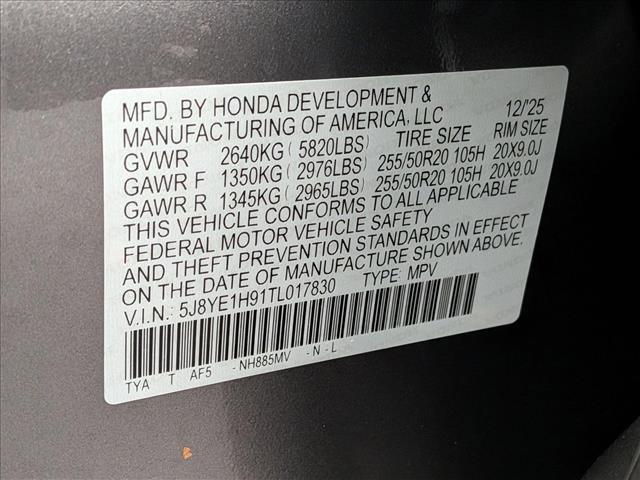 MFD. BY HONDA DEVELOPMENT &
MANUFACTURING OF AMERICA, LLC 12/'25
GVWR 2640KG ( 5820LBS) TIRE SIZE RIM SIZE
GAWR F 1350KG ( 2976LBS) 255/50R20 105H 20X9.0J
GAWR R 1345KG ( 2965LBS) 255/50R20 105H 20X9.0J
THIS VEHICLE CONFORMS TO ALL APPLICABLE
FEDERAL MOTOR VEHICLE SAFETY
AND THEFT PREVENTION STANDARDS IN EFFECT
ON THE DATE OF MANUFACTURE SHOWN ABOVE.
V.I.N.: 5J8YE1H91TL017830 TYPE: MPV
TYA T AF5 - NH885MV - N - L